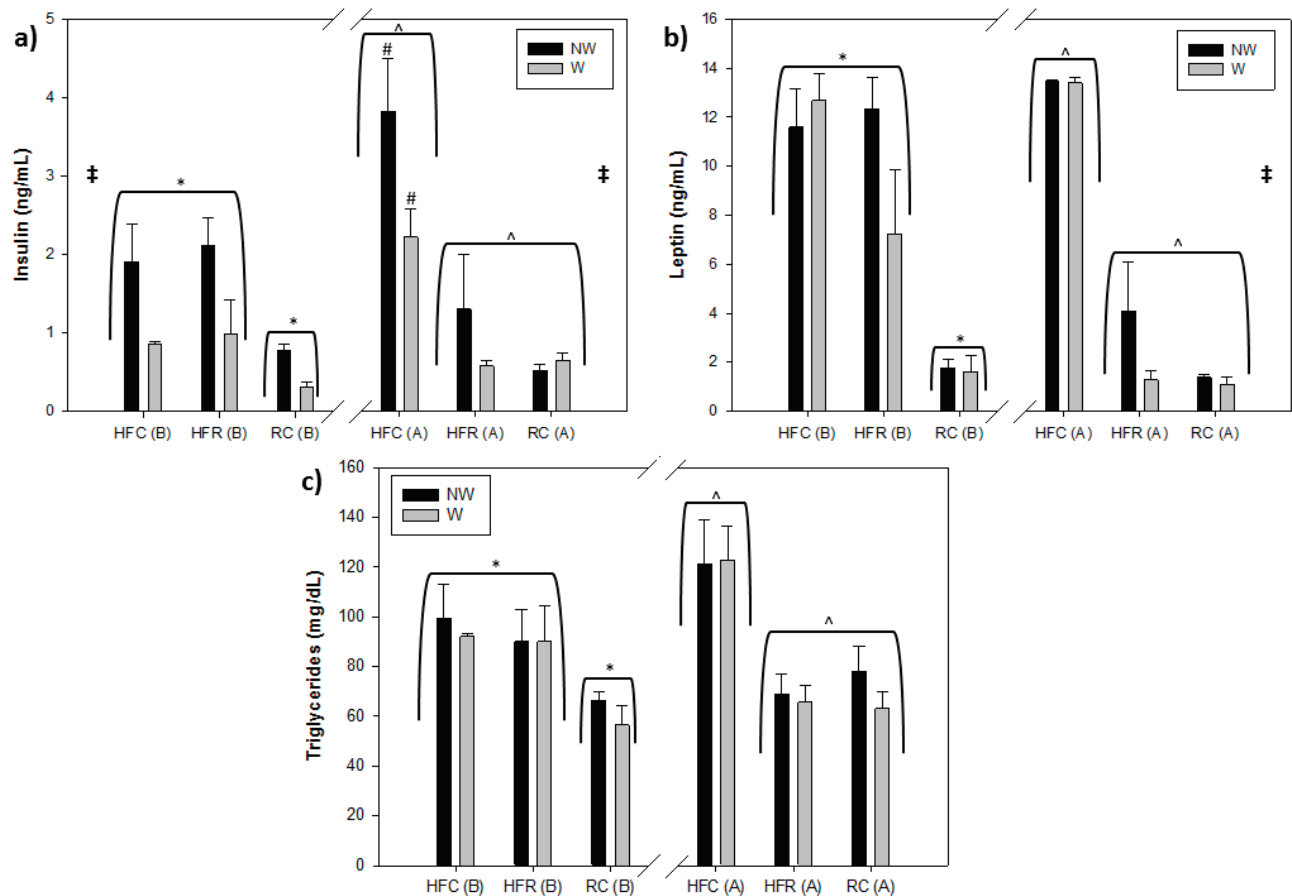 a)
Insulin (ng/mL)
5
4
3
2
1
0
NW
W
‡
*
*
^
#
#
^
‡
HFC (B) HFR (B) RC (B) HFC (A) HFR (A) RC (A)
b)
Leptin (ng/mL)
16
14
12
10
8
6
4
2
0
NW
W
*
*
^
^
‡
HFC (B) HFR (B) RC (B) HFC (A) HFR (A) RC (A)
c)
Triglycerides (mg/dL)
160
140
120
100
80
60
40
20
0
NW
W
*
*
^
^
HFC (B) HFR (B) RC (B) HFC (A) HFR (A) RC (A)